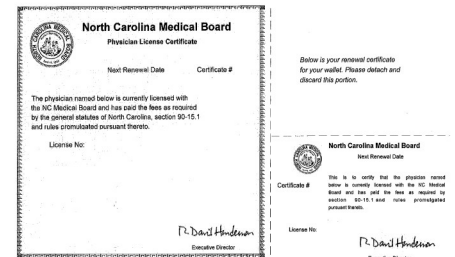 North Carolina Medical Board
Physician License Certificate
Next Renewal Date Certificate #
The physician named below is currently licensed with
the NC Medical Board and has paid the fees as required
by the general statutes of North Carolina, section 90-15.1
and rules promulgated pursuant thereto.
License No:
R. David Henderson
Executive Director
Below is your renewal certificate
for your wallet. Please detach and
discard this portion.
North Carolina Medical Board
Next Renewal Date
Certificate #
This is to certify that the physician named
below is currently licensed with the NC Medical
Board and has paid the fees as required by
section 90-15.1 and rules promulgated
pursuant thereto.
License No:
R. David Henderson